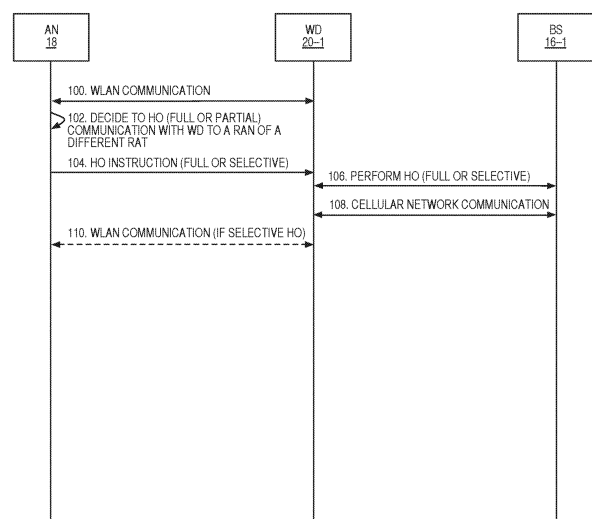 AN
18
WD
20-1
BS
16-1
100. WLAN COMMUNICATION
102. DECIDE TO HO (FULL OR PARTIAL)
COMMUNICATION WITH WD TO A RAN OF A
DIFFERENT RAT
104. HO INSTRUCTION (FULL OR SELECTIVE)
106. PERFORM HO (FULL OR SELECTIVE)
108. CELLULAR NETWORK COMMUNICATION
110. WLAN COMMUNICATION (IF SELECTIVE HO)